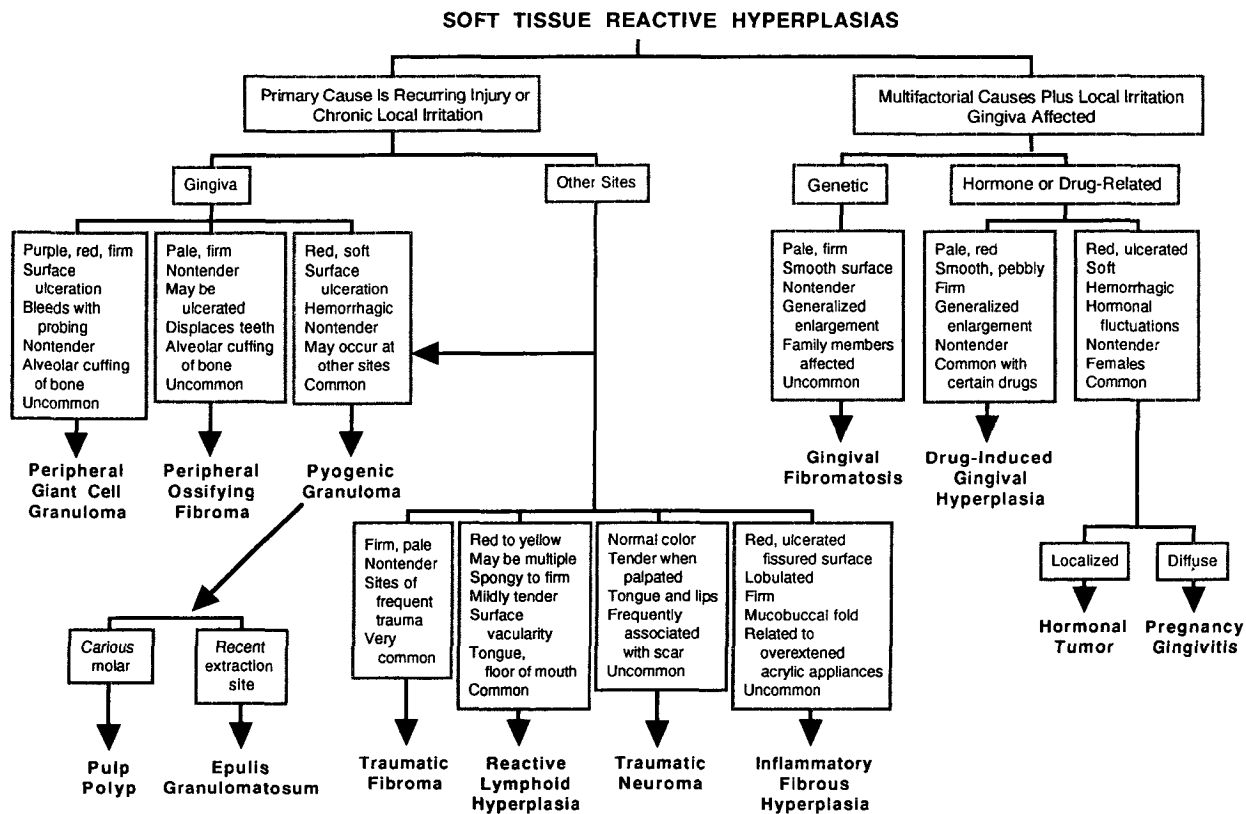 SOFT TISSUE REACTIVE HYPERPLASIAS
Primary Cause Is Recurring Injury or
Chronic Local Irritation
Multifactorial Causes Plus Local Irritation
Gingiva Affected
Gingiva
Other Sites
Genetic
Hormone or Drug-Related
Purple, red, firm
Surface
ulceration
Bleeds with
probing
Nontender
Alveolar cuffing
of bone
Uncommon
Pale, firm
Nontender
May be
ulcerated
Displaces teeth
Alveolar cuffing
of bone
Uncommon
Red, soft
Surface
ulceration
Hemorrhagic
Nontender
May occur at
other sites
Common
Pale, firm
Smooth surface
Nontender
Generalized
enlargement
Family members
affected
Uncommon
Pale, red
Smooth, pebbly
Firm
Generalized
enlargement
Nontender
Common with
certain drugs
Red, ulcerated
Soft
Hemorrhagic
Hormonal
fluctuations
Nontender
Females
Common
Peripheral
Giant Cell
Granuloma
Peripheral
Ossifying
Fibroma
Pyogenic
Granuloma
Gingival
Fibromatosis
Drug-Induced
Gingival
Hyperplasia
Firm, pale
Nontender
Sites of
frequent
trauma
Very
common
Red to yellow
May be multiple
Spongy to firm
Mildly tender
Surface
vacularity
Tongue,
floor of mouth
Common
Normal color
Tender when
palpated
Tongue and lips
Frequently
associated
with scar
Uncommon
Red, ulcerated
fissured surface
Lobulated
Firm
Mucobuccal fold
Related to
overextened
acrylic appliances
Uncommon
Localized
Diffuse
Hormonal
Tumor
Pregnancy
Gingivitis
Carious
molar
Recent
extraction
site
Pulp
Polyp
Epulis
Granulomatosum
Traumatic
Fibroma
Reactive
Lymphoid
Hyperplasia
Traumatic
Neuroma
Inflammatory
Fibrous
Hyperplasia